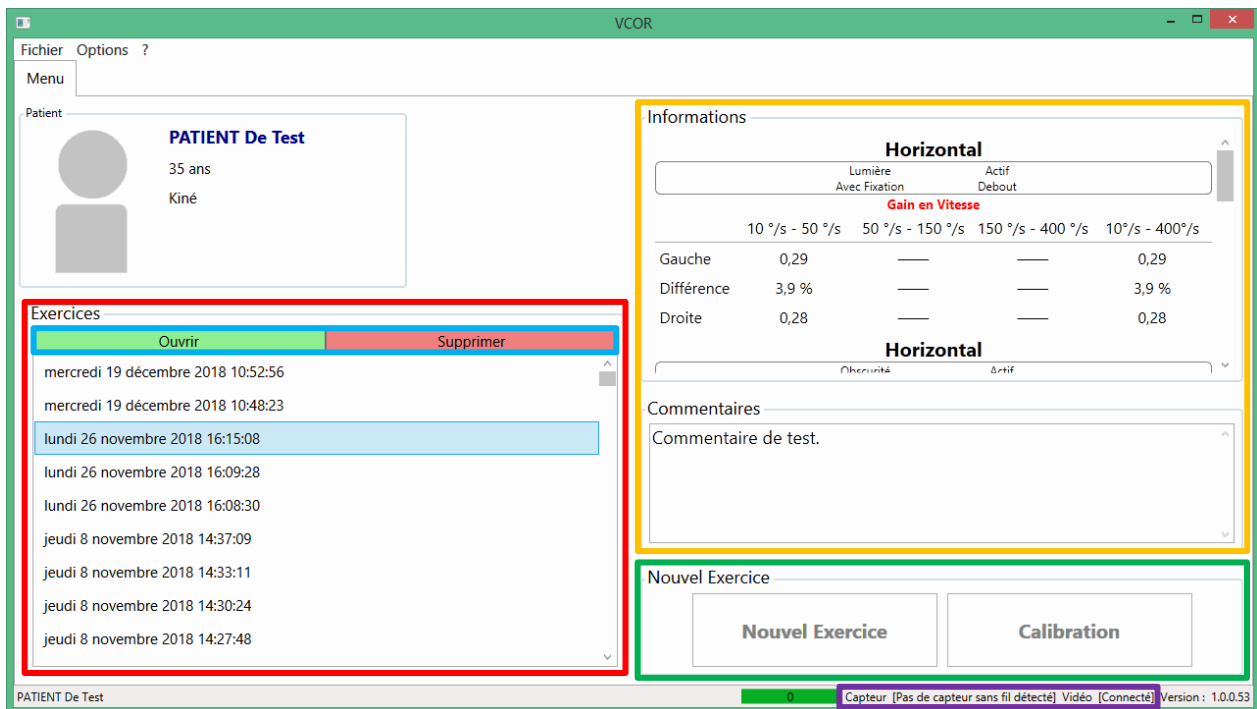 VCOR
Fichier Options ?
Menu
Patient
PATIENT De Test
35 ans
Kiné
Exercices
Ouvrir Supprimer
mercredi 19 décembre 2018 10:52:56
mercredi 19 décembre 2018 10:48:23
lundi 26 novembre 2018 16:15:08
lundi 26 novembre 2018 16:09:28
lundi 26 novembre 2018 16:08:30
jeudi 8 novembre 2018 14:37:09
jeudi 8 novembre 2018 14:33:11
jeudi 8 novembre 2018 14:30:24
jeudi 8 novembre 2018 14:27:48
Informations
Horizontal
Lumière Actif
Avec Fixation Debout
Gain en Vitesse
10 °/s - 50 °/s 50 °/s - 150 °/s 150 °/s - 400 °/s 10°/s - 400°/s
Gauche 0,29 —— —— 0,29
Différence 3,9 % —— —— 3,9 %
Droite 0,28 —— —— 0,28
Horizontal
Obscurité Actif
Commentaires
Commentaire de test.
Nouvel Exercice
Nouvel Exercice Calibration
PATIENT De Test 0 Capteur [Pas de capteur sans fil détecté] Vidéo [Connecté] Version : 1.0.0.53